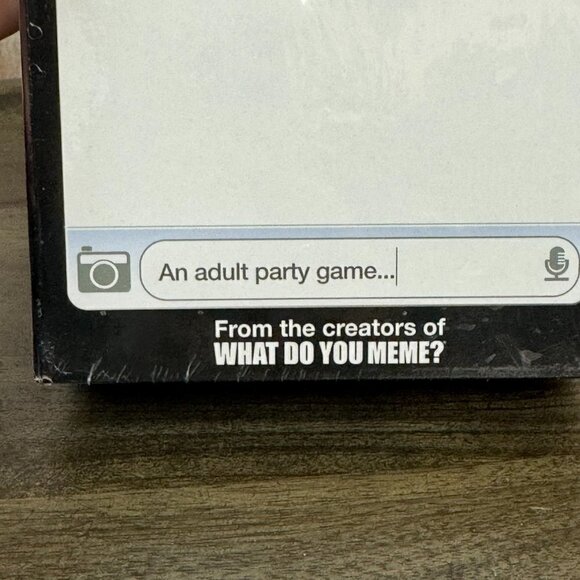 An adult party game...
From the creators of
WHAT DO YOU MEME?